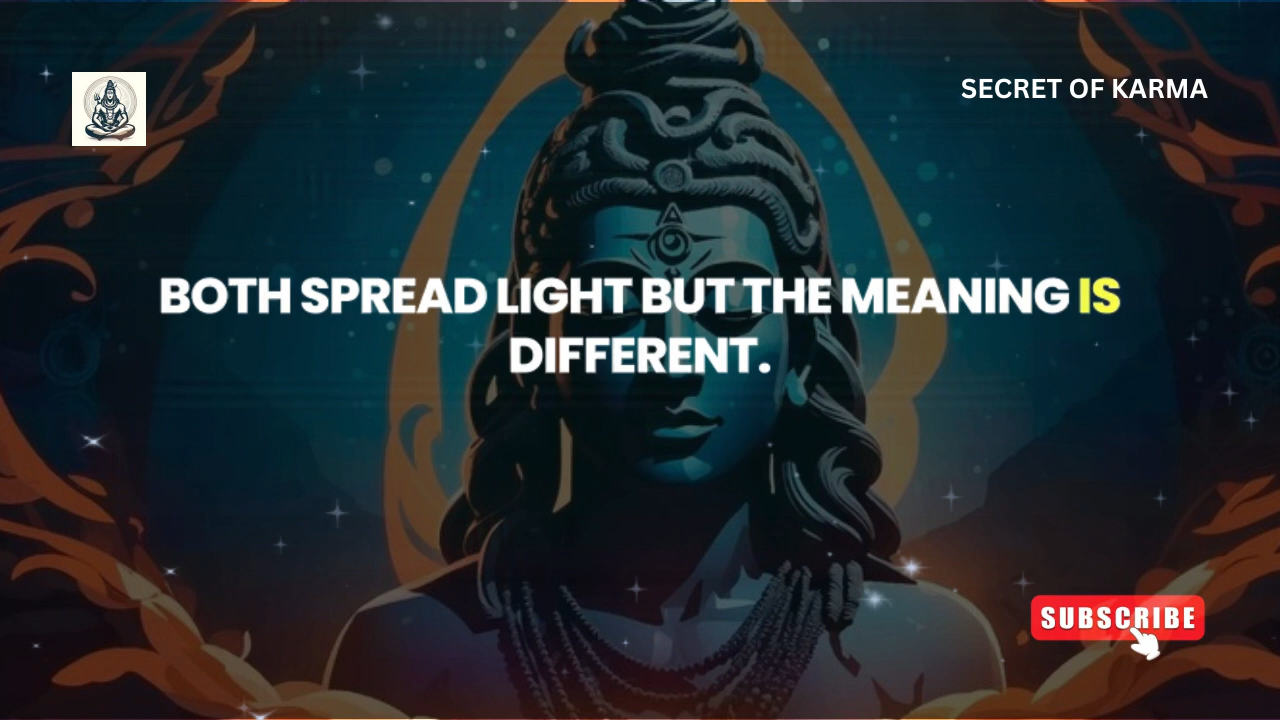 SECRET OF KARMA
BOTH SPREAD LIGHT BUT THE MEANING IS
DIFFERENT.
SUBSCRIBE